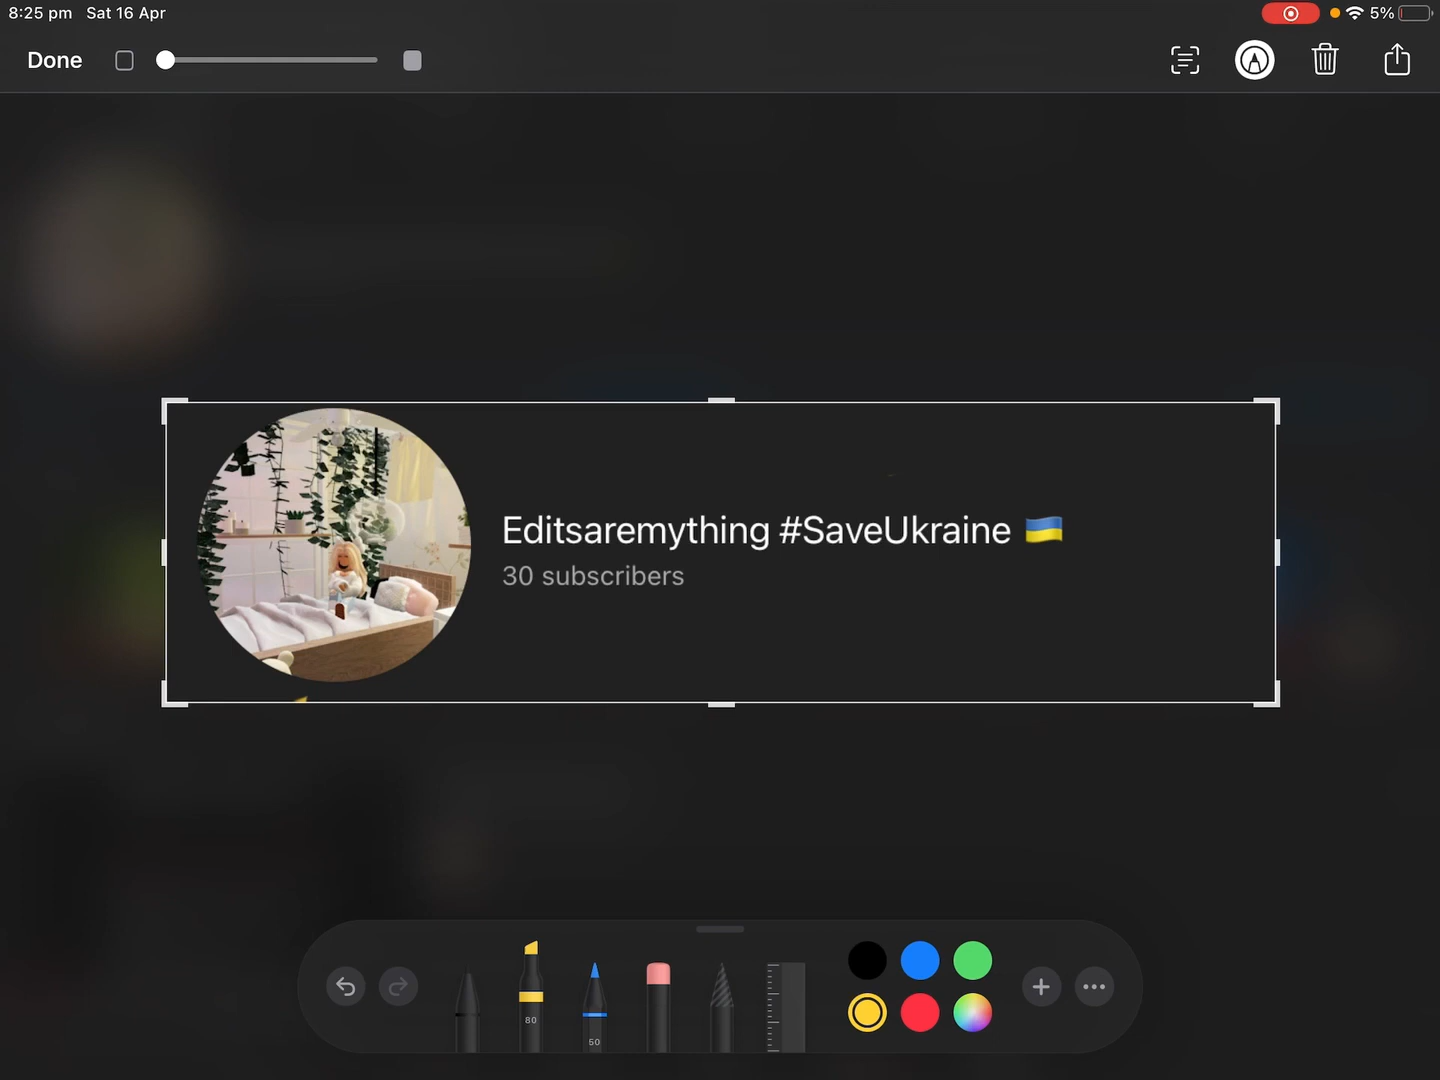 8:25 pm Sat 16 Apr
5%
Done
Editsaremything #SaveUkraine 🇺🇦
30 subscribers
80
50